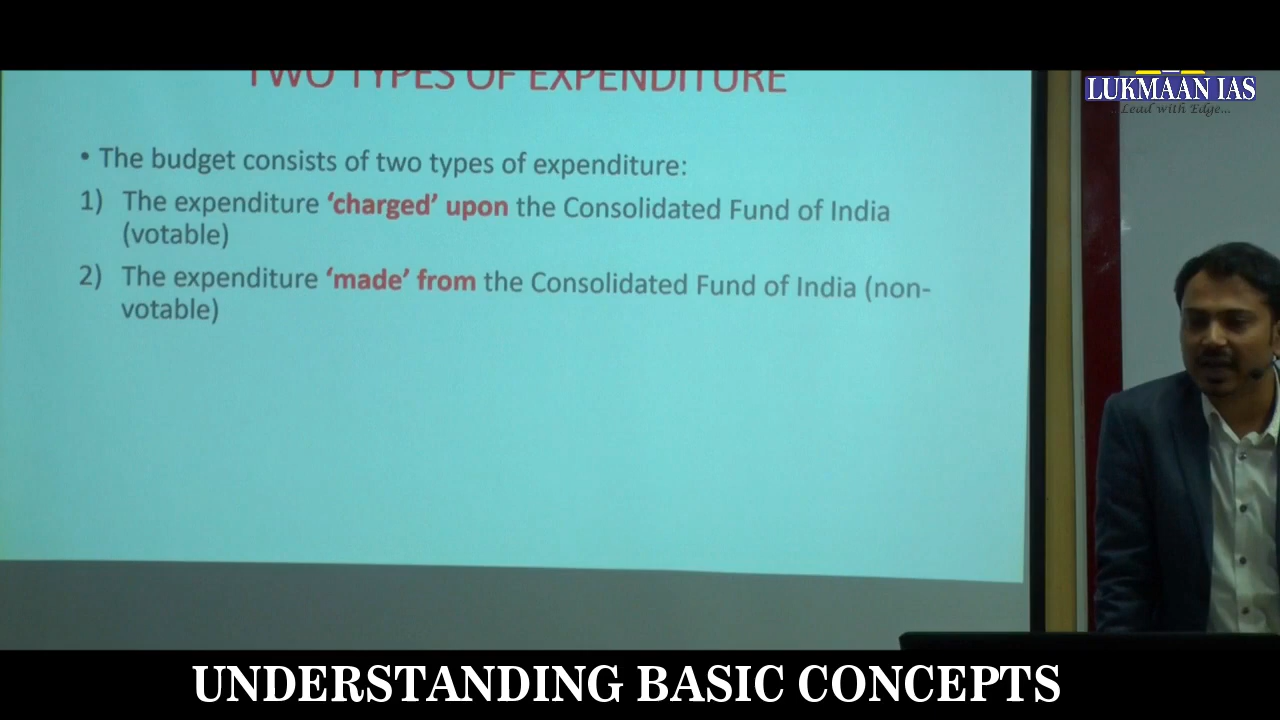 TWO TYPES OF EXPENDITURE
LUKMAAN IAS
...Lead with Edge...
• The budget consists of two types of expenditure:
1) The expenditure ‘charged’ upon the Consolidated Fund of India
(votable)
2) The expenditure ‘made’ from the Consolidated Fund of India (non-
votable)
UNDERSTANDING BASIC CONCEPTS